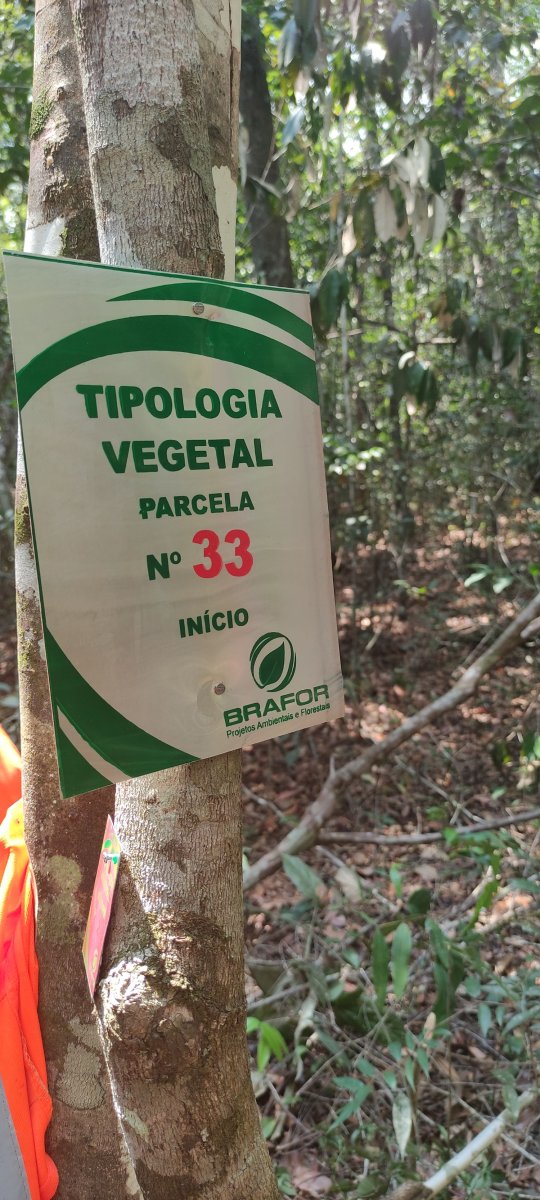 TIPOLOGIA
VEGETAL
PARCELA
Nº 33
INÍCIO
BRAFOR
Projetos Ambientais e Florestais